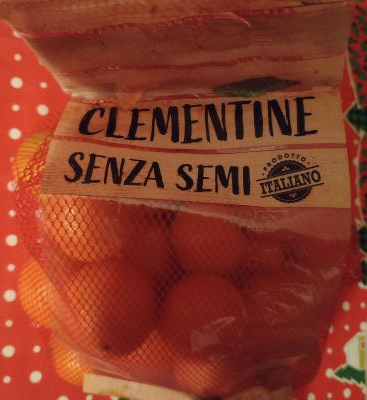 CLEMENTINE
SENZA SEMI
PRODOTTO
ITALIANO